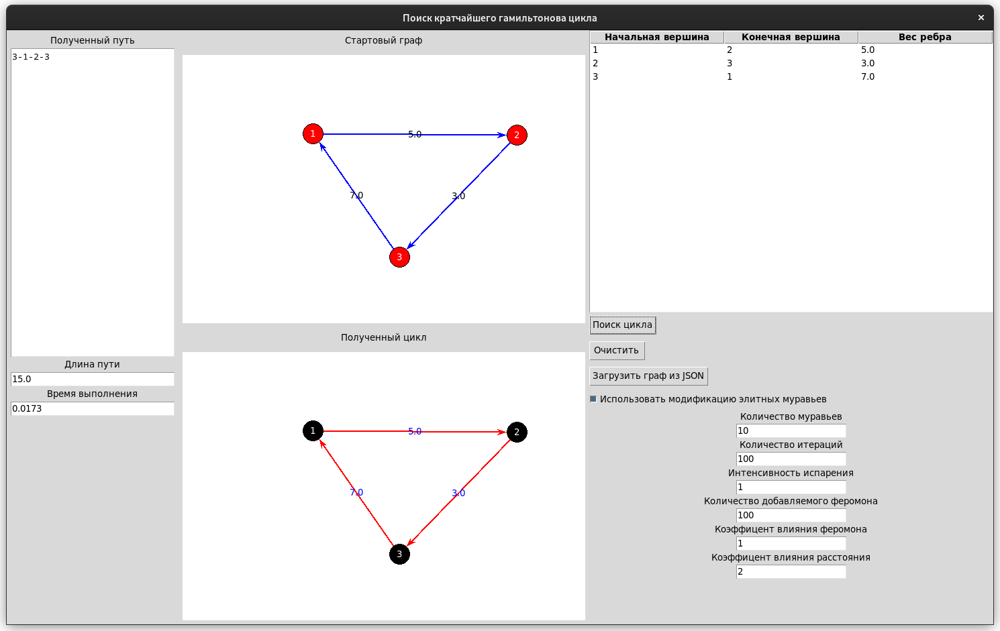 Поиск кратчайшего гамильтонова цикла
×
Полученный путь
3-1-2-3
Длина пути
15.0
Время выполнения
0.0173
Стартовый граф
1
5.0
2
7.0
3.0
3
Полученный цикл
1
5.0
2
7.0
3.0
3
Начальная вершина Конечная вершина Вес ребра
1 2 5.0
2 3 3.0
3 1 7.0
Поиск цикла
Очистить
Загрузить граф из JSON
Использовать модификацию элитных муравьев
Количество муравьев
10
Количество итераций
100
Интенсивность испарения
1
Количество добавляемого феромона
100
Коэффицент влияния феромона
1
Коэффицент влияния расстояния
2